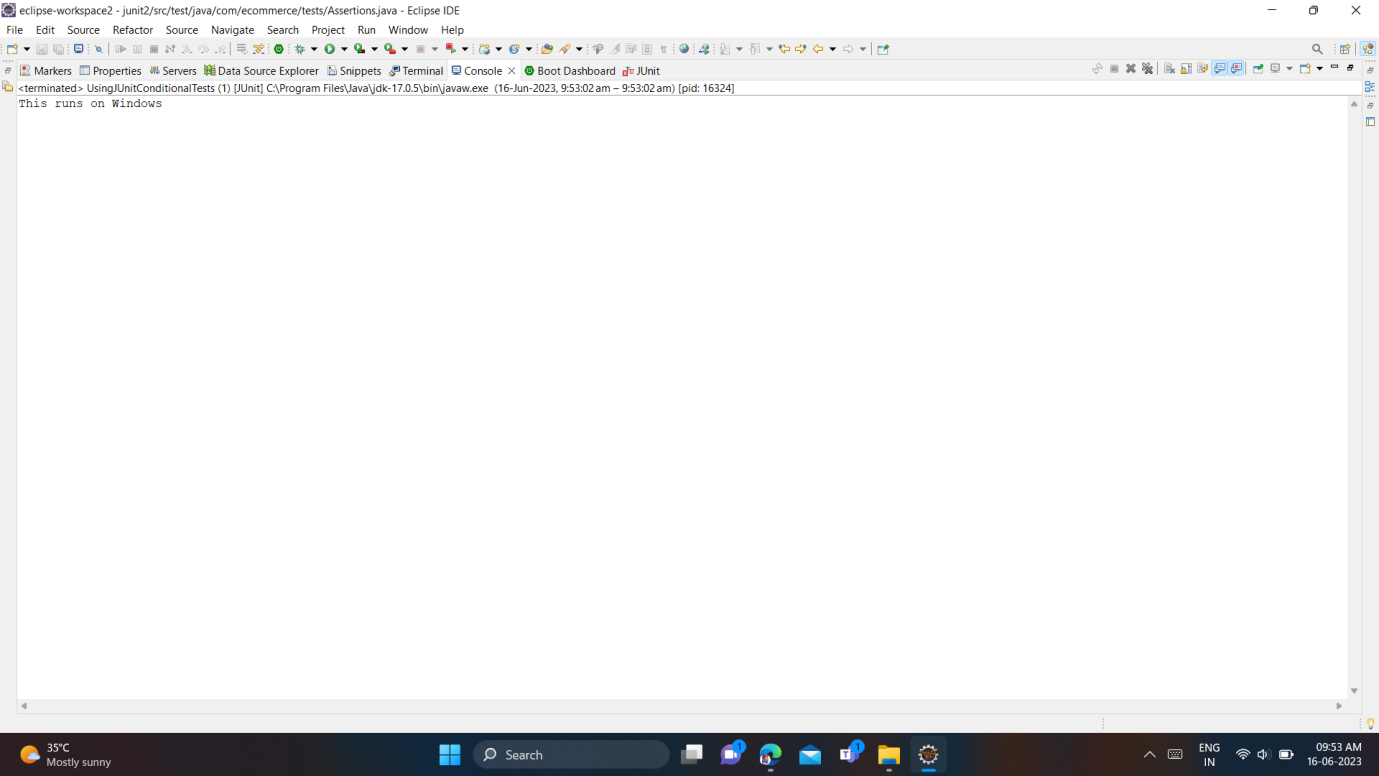 eclipse-workspace2 - junit2/src/test/java/com/ecommerce/tests/Assertions.java - Eclipse IDE
File Edit Source Refactor Source Navigate Search Project Run Window Help
Markers Properties Servers Data Source Explorer Snippets Terminal Console Boot Dashboard JUnit
<terminated> UsingJUnitConditionalTests (1) [JUnit] C:\Program Files\Java\jdk-17.0.5\bin\javaw.exe (16-Jun-2023, 9:53:02 am – 9:53:02 am) [pid: 16324]
This runs on Windows
35°C
Mostly sunny
Search
1
1
ENG
IN
09:53 AM
16-06-2023